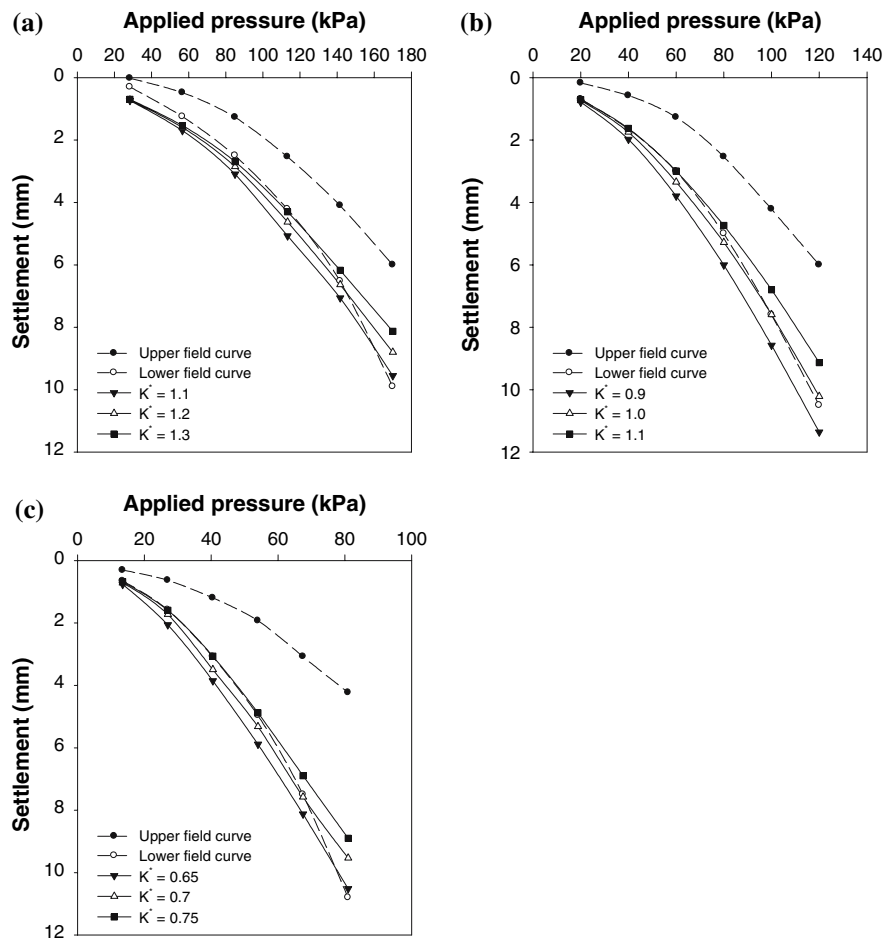 (a)
Applied pressure (kPa)
0 20 40 60 80 100 120 140 160 180
0
2
4
6
8
10
12
Settlement (mm)
Upper field curve
Lower field curve
K* = 1.1
K* = 1.2
K* = 1.3
(b)
Applied pressure (kPa)
0 20 40 60 80 100 120 140
0
2
4
6
8
10
12
Settlement (mm)
Upper field curve
Lower field curve
K* = 0.9
K* = 1.0
K* = 1.1
(c)
Applied pressure (kPa)
0 20 40 60 80 100
0
2
4
6
8
10
12
Settlement (mm)
Upper field curve
Lower field curve
K* = 0.65
K* = 0.7
K* = 0.75